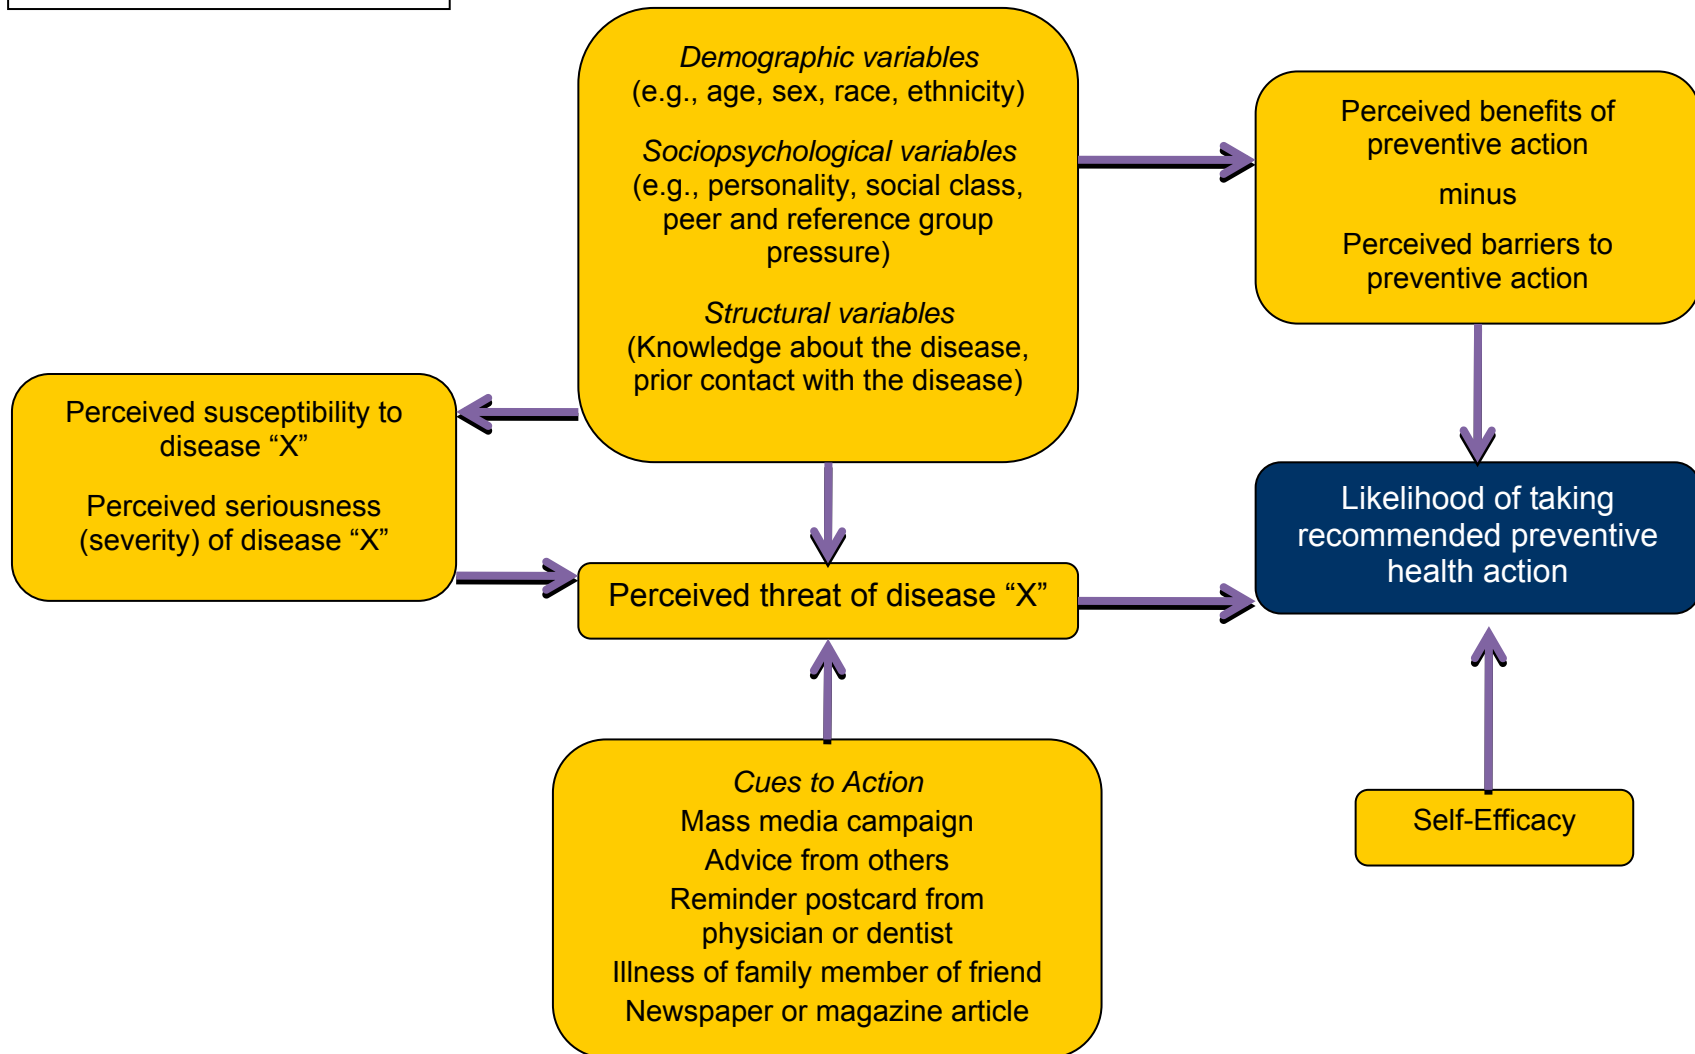 Demographic variables
(e.g., age, sex, race, ethnicity)
Sociopsychological variables
(e.g., personality, social class,
peer and reference group
pressure)
Structural variables
(Knowledge about the disease,
prior contact with the disease)
Perceived benefits of
preventive action
minus
Perceived barriers to
preventive action
Perceived susceptibility to
disease “X”
Perceived seriousness
(severity) of disease “X”
Perceived threat of disease “X”
Likelihood of taking
recommended preventive
health action
Cues to Action
Mass media campaign
Advice from others
Reminder postcard from
physician or dentist
Illness of family member of friend
Newspaper or magazine article
Self-Efficacy